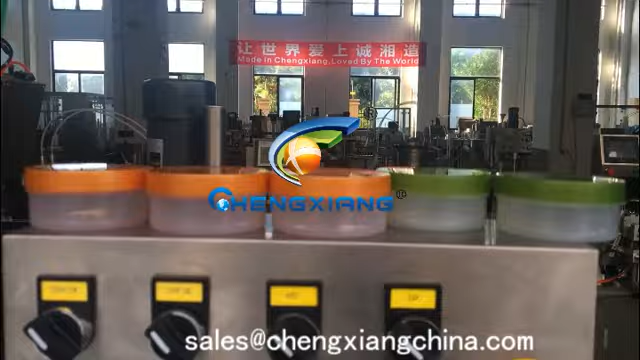 让世界爱上诚湘造
Made in Chengxiang,Loved By The World
CHENGXIANG®
sales@chengxiangchina.com